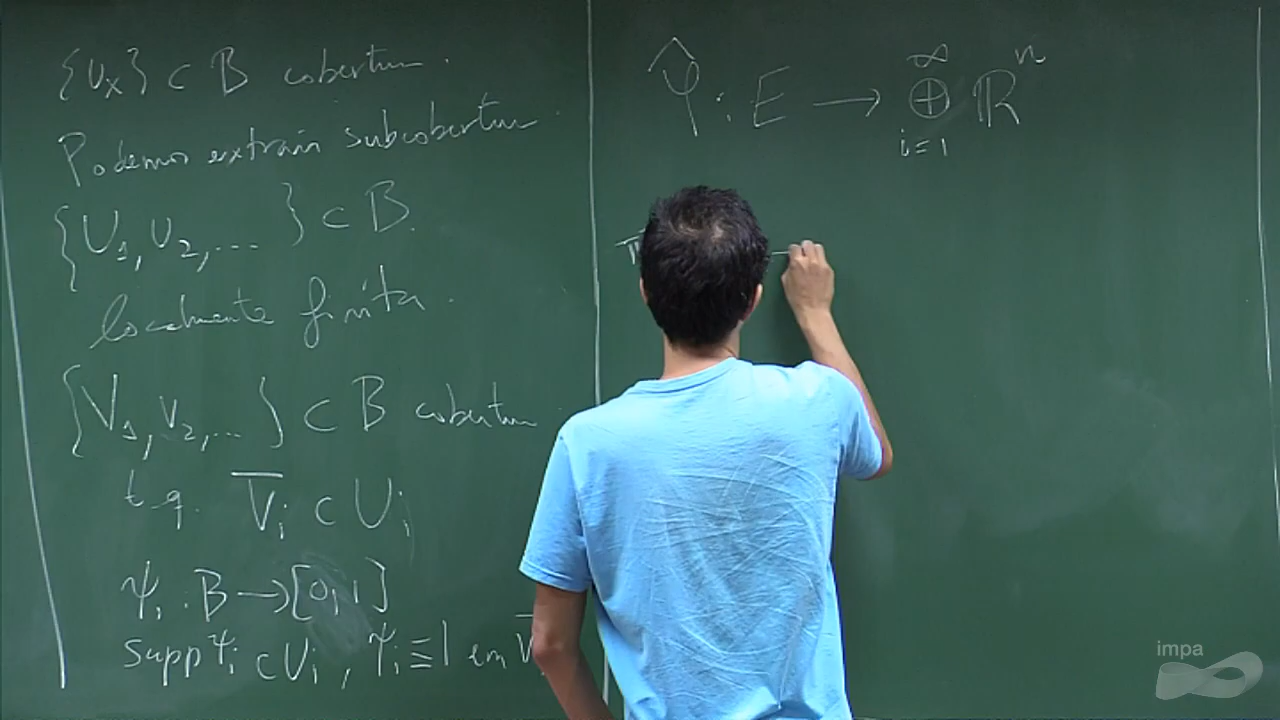 {U_x} ⊂ B cobertura.
Podemos extrair subcobertura.
{U_1, U_2, ... } ⊂ B.
localmente finita.
{V_1, V_2, ... } ⊂ B cobertura
t.q. V̄_i ⊂ U_i
ψ_i : B → [0,1]
supp ψ_i ⊂ U_i, ψ_i ≡ 1 em V̄
φ̂ : E → ⊕_{i=1}^{∞} ℝ^n
π
impa